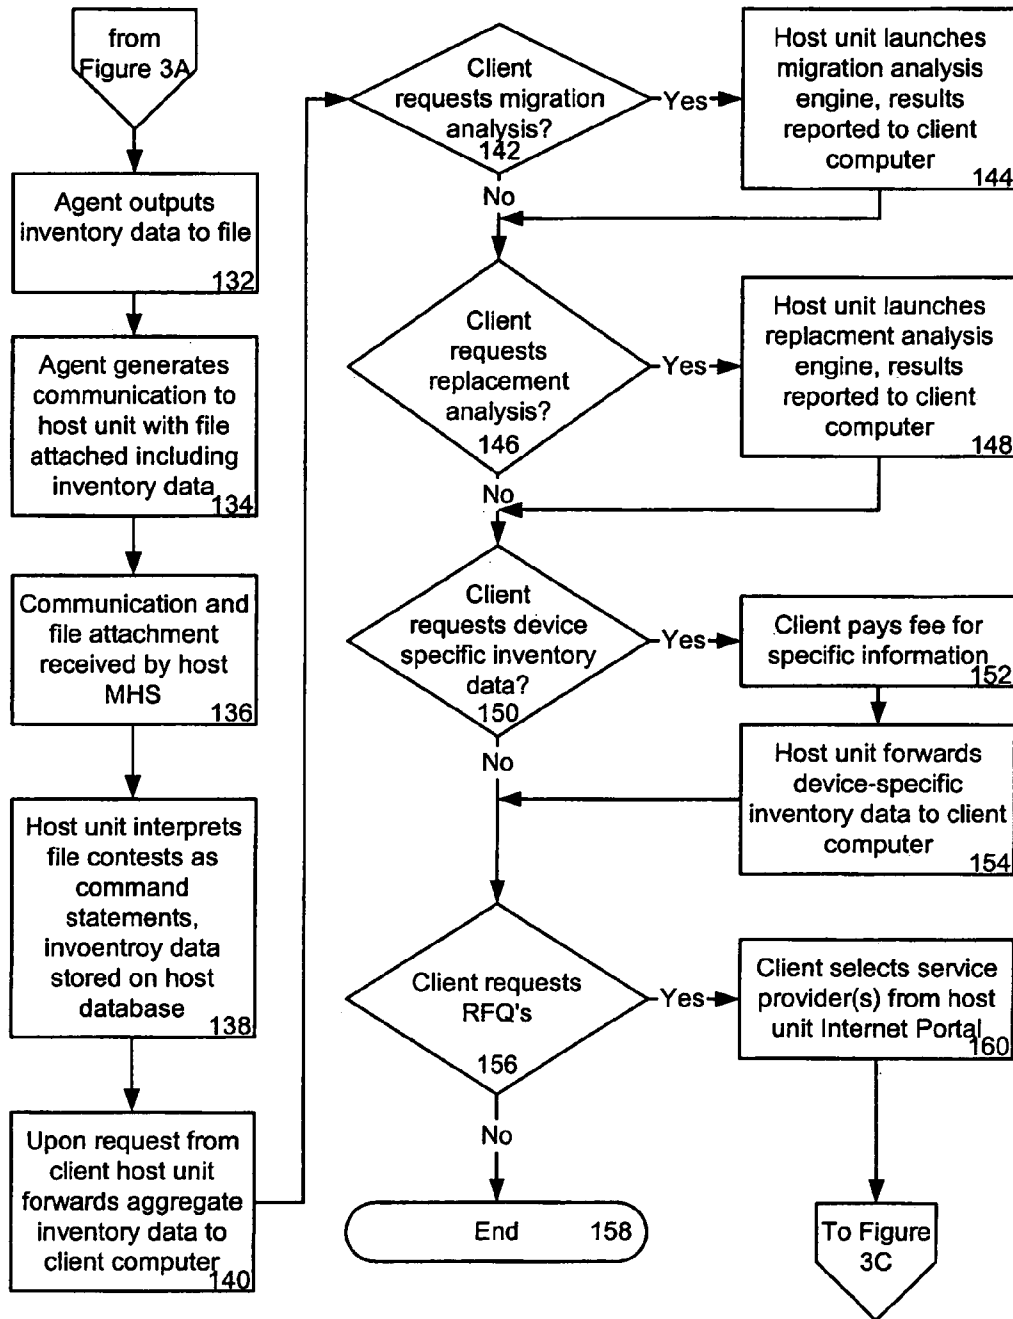 from
Figure 3A
Agent outputs
inventory data to file
132
Agent generates
communication to
host unit with file
attached including
inventory data
134
Communication and
file attachment
received by host
MHS
136
Host unit interprets
file contests as
command
statements,
invoentroy data
stored on host
database
138
Upon request from
client host unit
forwards aggregate
inventory data to
client computer
140
Client
requests migration
analysis?
142
Yes
No
Host unit launches
migration analysis
engine, results
reported to client
computer
144
Client
requests
replacement
analysis?
146
Yes
No
Host unit launches
replacment analysis
engine, results
reported to client
computer
148
Client
requests device
specific inventory
data?
150
Yes
No
Client pays fee for
specific information
152
Host unit forwards
device-specific
inventory data to client
computer
154
Client requests
RFQ's
156
Yes
No
Client selects service
provider(s) from host
unit Internet Portal
160
End 158
To Figure
3C